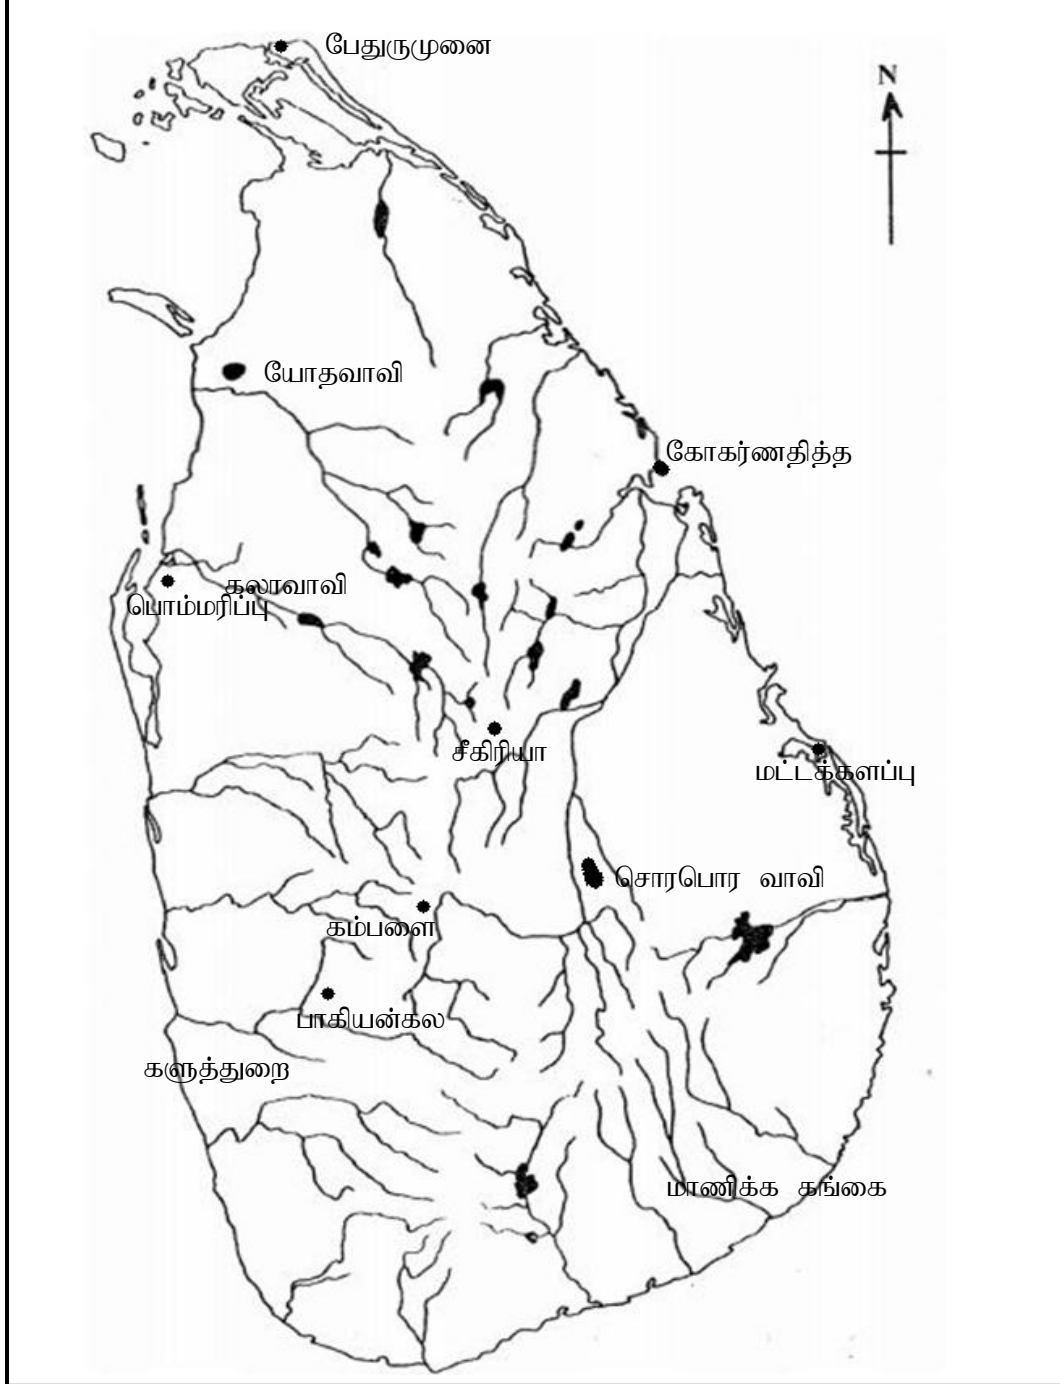 பேதுருமுனை
N
யோதவாவி
கோகர்ணதித்த
கலாவாவி
பொம்மரிப்பு
சீகிரியா
மட்டக்களப்பு
சொரபொர வாவி
கம்பளை
பாகியன்கல
களுத்துறை
மாணிக்க கங்கை